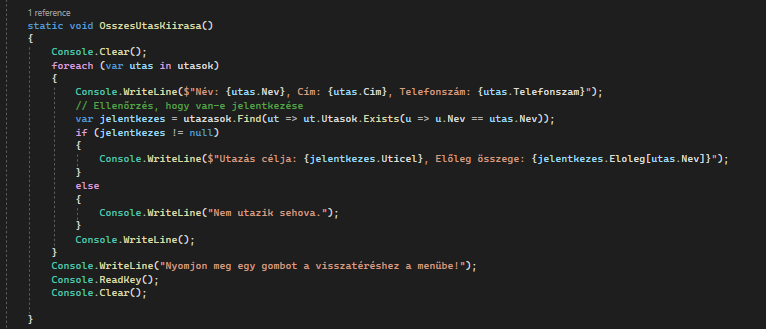 1 reference
static void OsszesUtasKiirasa()
{
Console.Clear();
foreach (var utas in utasok)
{
Console.WriteLine($"Név: {utas.Nev}, Cím: {utas.Cim}, Telefonszám: {utas.Telefonszam}");
// Ellenőrzés, hogy van-e jelentkezése
var jelentkezes = utazasok.Find(ut => ut.Utasok.Exists(u => u.Nev == utas.Nev));
if (jelentkezes != null)
{
Console.WriteLine($"Utazás célja: {jelentkezes.Uticel}, Előleg összege: {jelentkezes.Eloleg[utas.Nev]}");
}
else
{
Console.WriteLine("Nem utazik sehova.");
}
Console.WriteLine();
}
Console.WriteLine("Nyomjon meg egy gombot a visszatéréshez a menübe!");
Console.ReadKey();
Console.Clear();
}